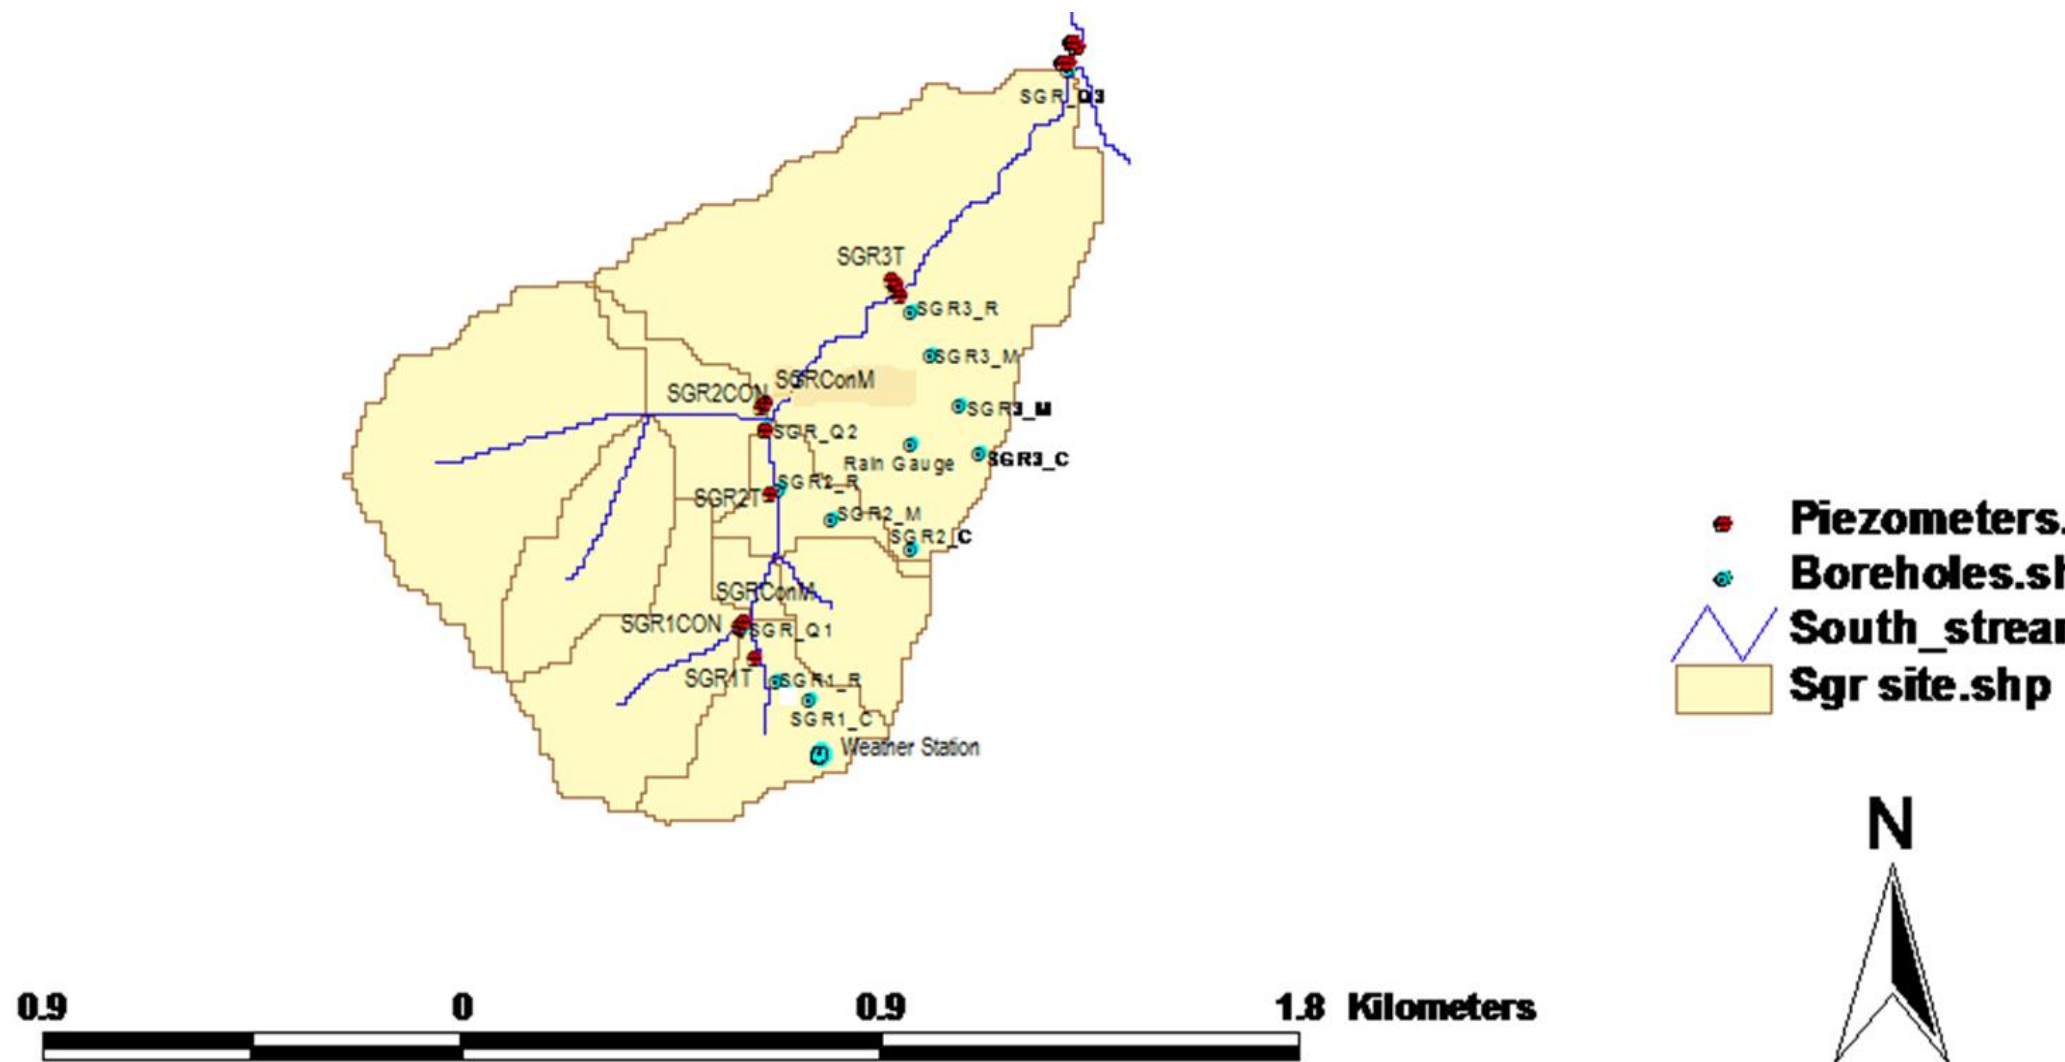 SGR_Q3
SGR3T
SGR3_R
SGR3_M
SGRConM
SGR2CON
SGR3_M
SGR_Q2
Rain Gauge
SGR3_C
SGR2_R
SGR2T
SGR2_M
SGR2_C
SGRConM
SGR1CON
SGR_Q1
SGR1T
SGR1_R
SGR1_C
Weather Station
Piezometers.
Boreholes.sh
South_strea
Sgr site.shp
N
0.9 0 0.9 1.8 Kilometers